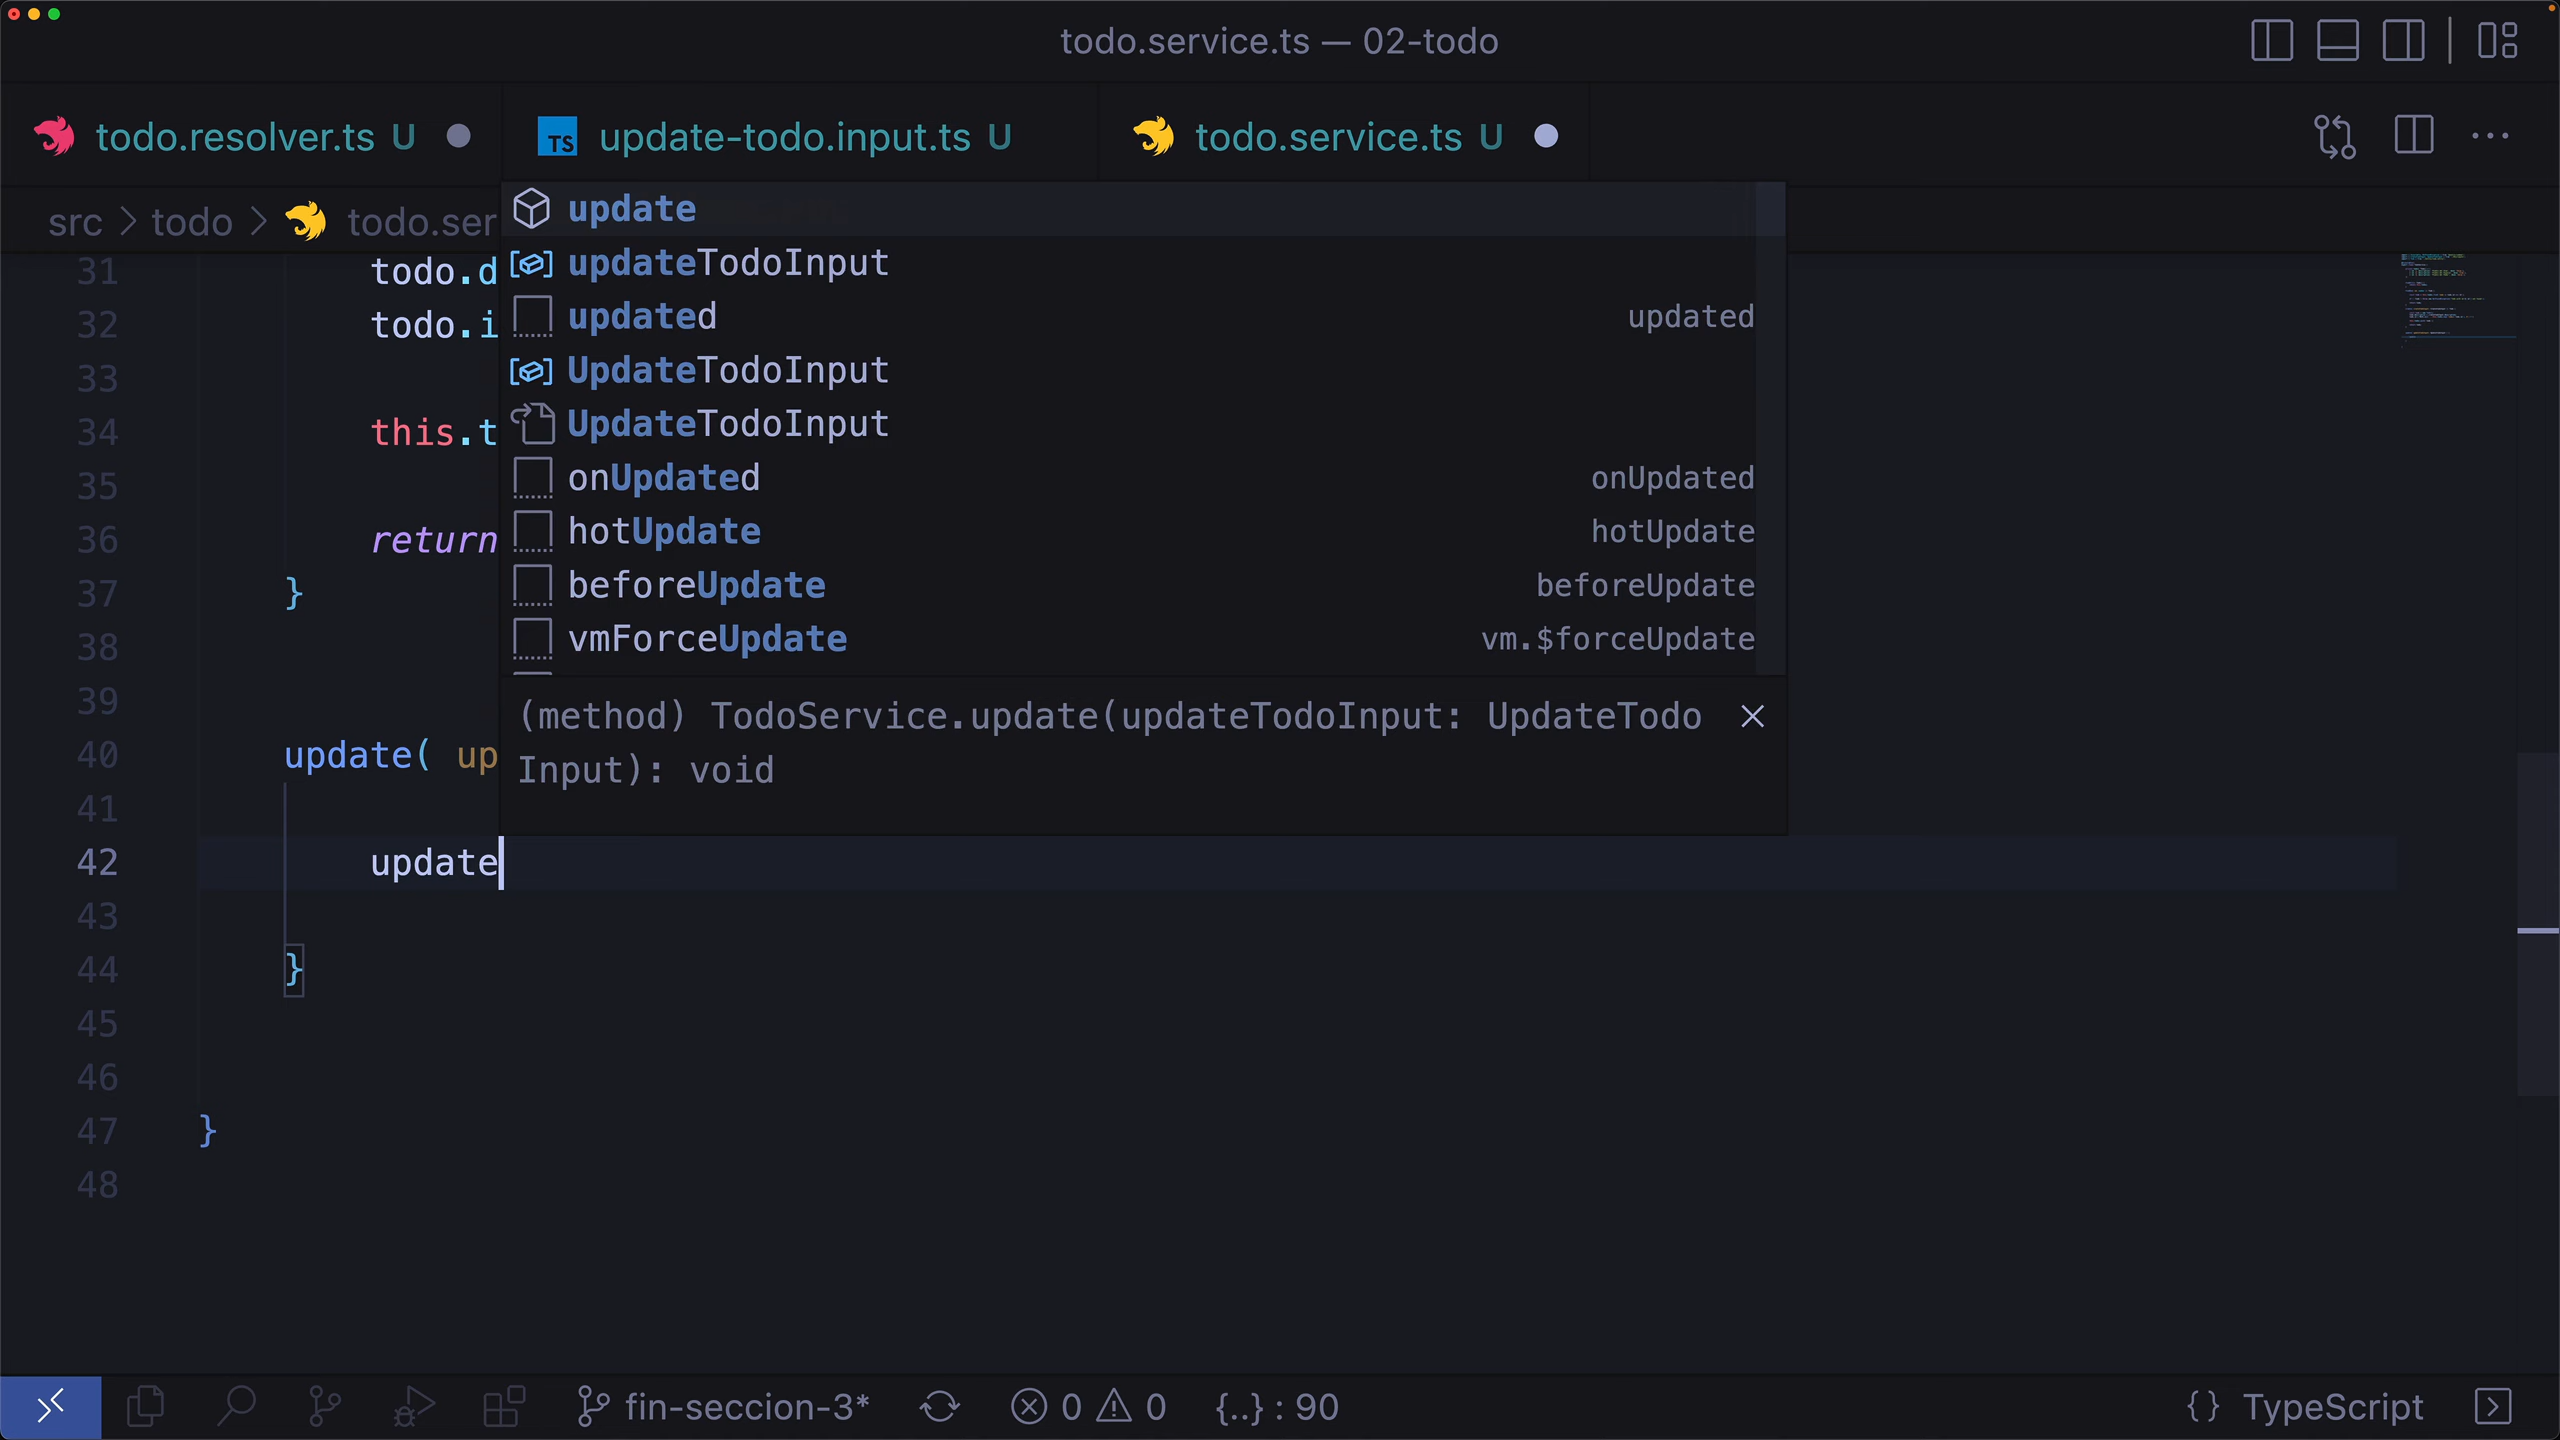 todo.service.ts — 02-todo
todo.resolver.ts U
TS update-todo.input.ts U
todo.service.ts U
src > todo > todo.ser
update
updateTodoInput
updated updated
UpdateTodoInput
UpdateTodoInput
onUpdated onUpdated
hotUpdate hotUpdate
beforeUpdate beforeUpdate
vmForceUpdate vm.$forceUpdate
(method) TodoService.update(updateTodoInput: UpdateTodo
Input): void
31 todo.d
32 todo.i
33
34 this.t
35
36 return
37 }
38
39
40 update( up
41
42 update
43
44 }
45
46
47 }
48
fin-seccion-3* 0 0 {..} : 90 {} TypeScript